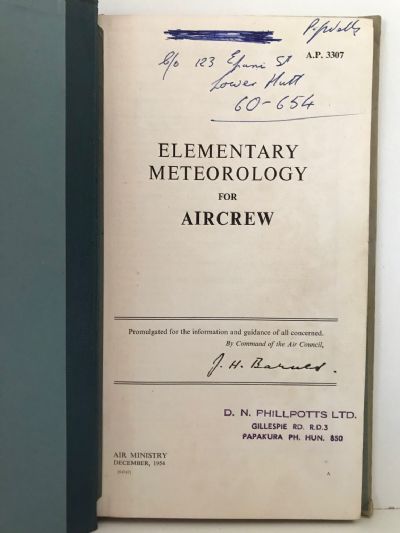 A.P. 3307
c/o 123 Epuni St
Lower Hutt
60-654
ELEMENTARY
METEOROLOGY
FOR
AIRCREW
Promulgated for the information and guidance of all concerned.
By Command of the Air Council,
J. H. Barnes.
D. N. PHILLPOTTS LTD.
GILLESPIE RD. R.D.3
PAPAKURA PH. HUN. 850
AIR MINISTRY
DECEMBER, 1954
A